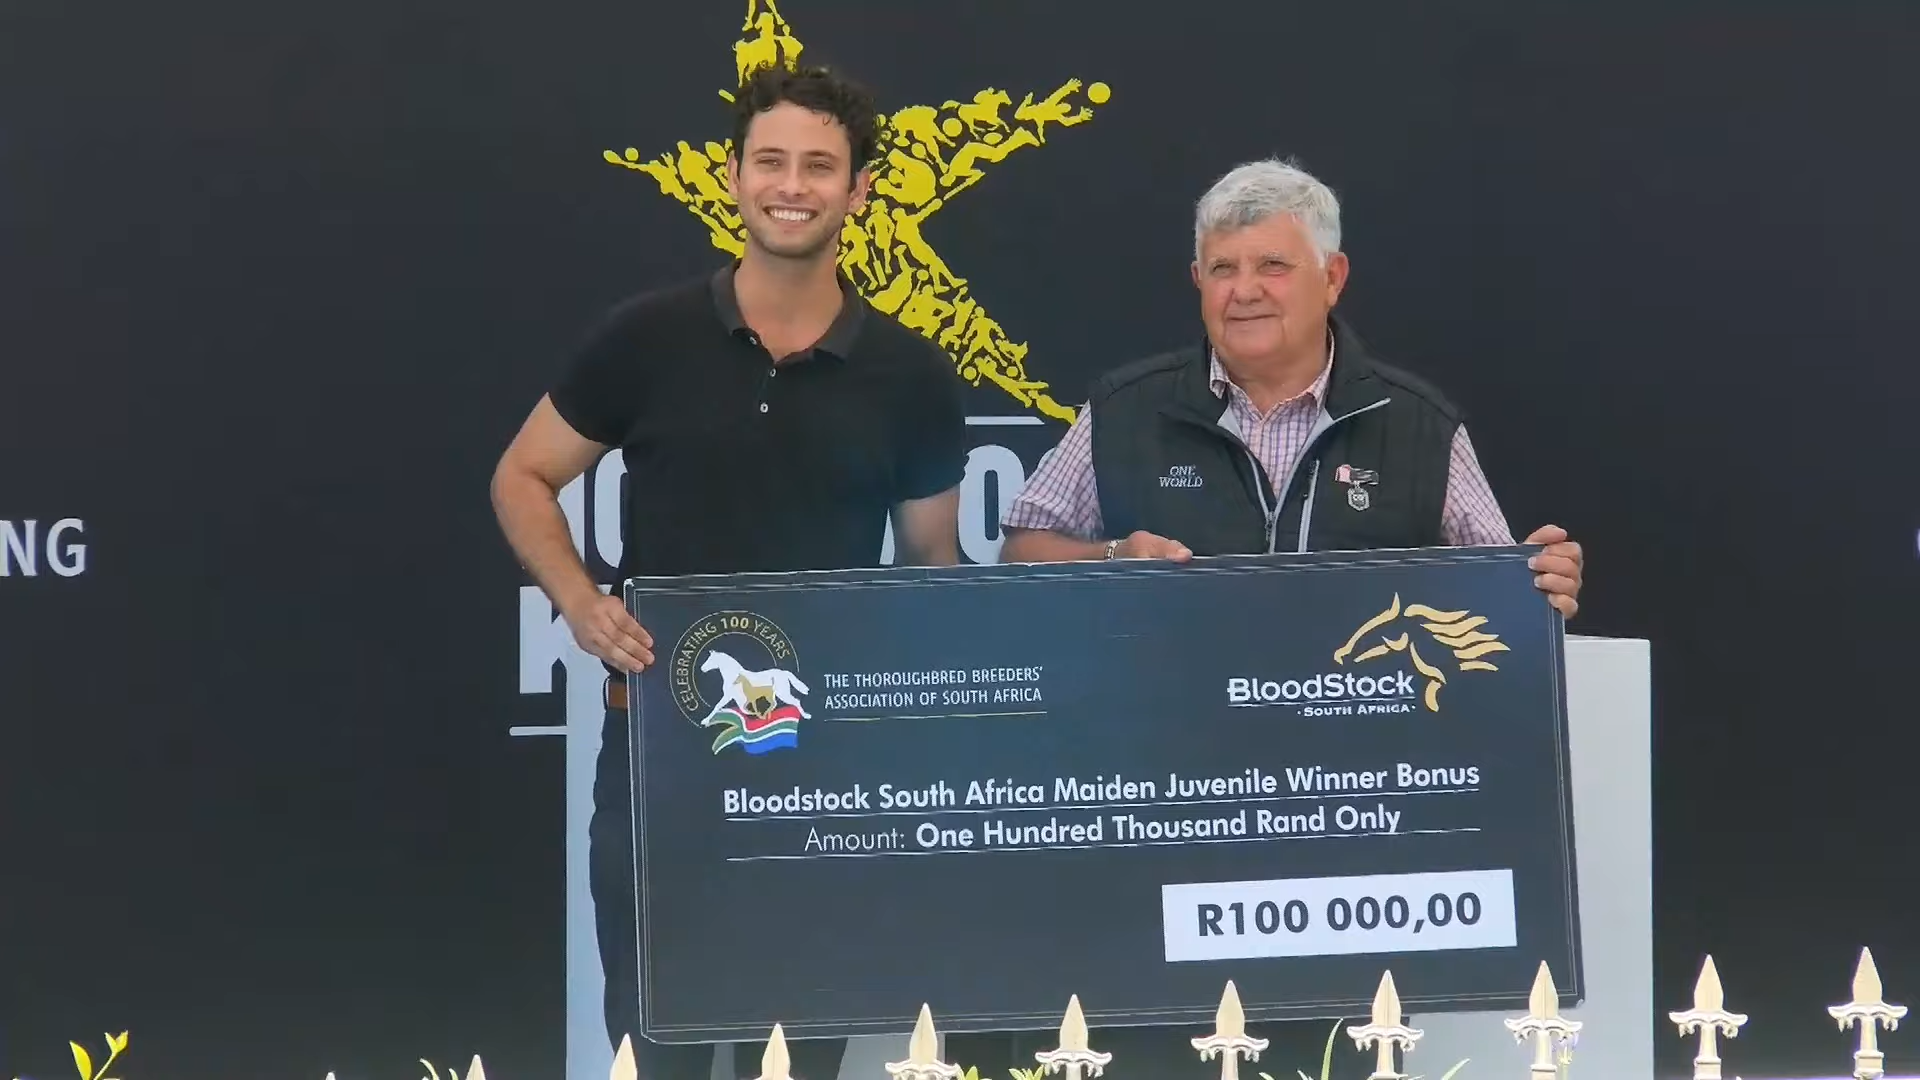 NG
ONE
WORLD
CELEBRATING 100 YEARS
THE THOROUGHBRED BREEDERS'
ASSOCIATION OF SOUTH AFRICA
BLOODSTOCK
·SOUTH AFRICA·
Bloodstock South Africa Maiden Juvenile Winner Bonus
Amount: One Hundred Thousand Rand Only
R100 000,00